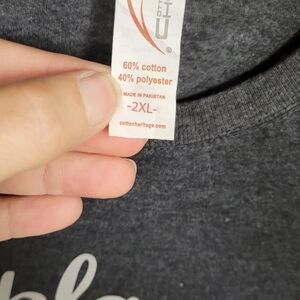 60% cotton
40% polyester
MADE IN PAKISTAN
-2XL-
cottonheritage.com